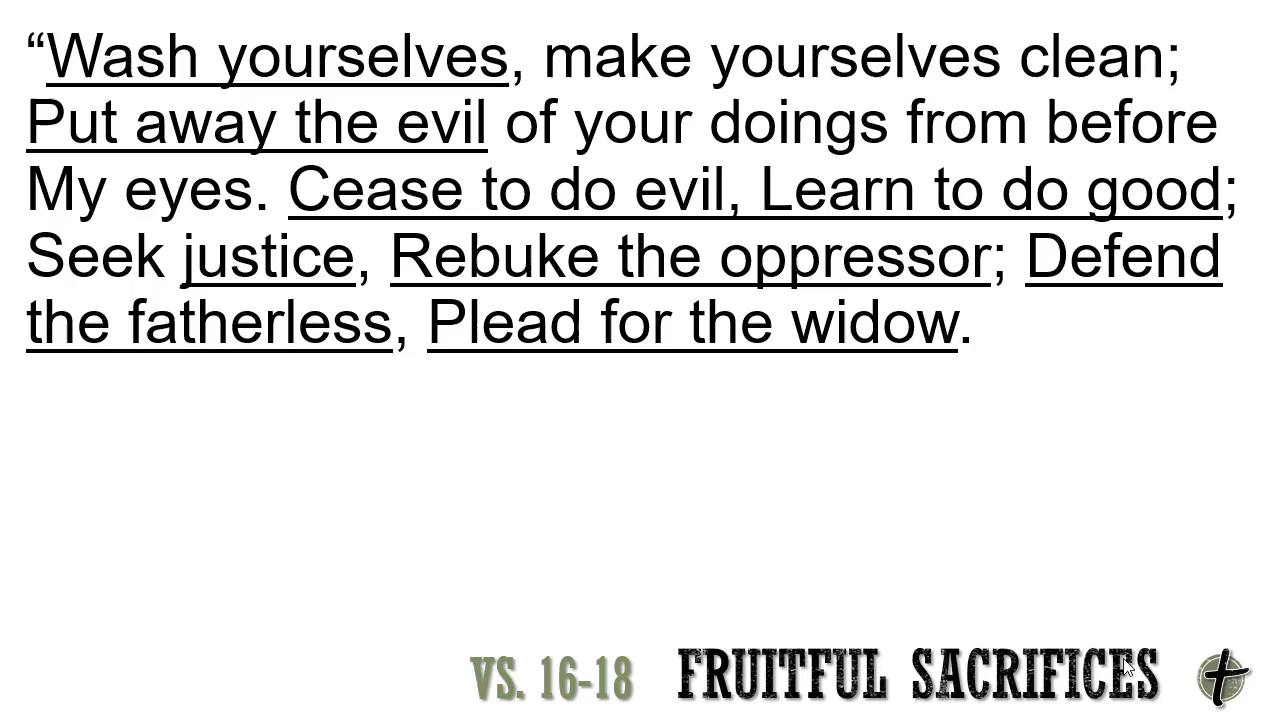 “Wash yourselves, make yourselves clean;
Put away the evil of your doings from before
My eyes. Cease to do evil, Learn to do good;
Seek justice, Rebuke the oppressor; Defend
the fatherless, Plead for the widow.
VS. 16-18 FRUITFUL SACRIFICES